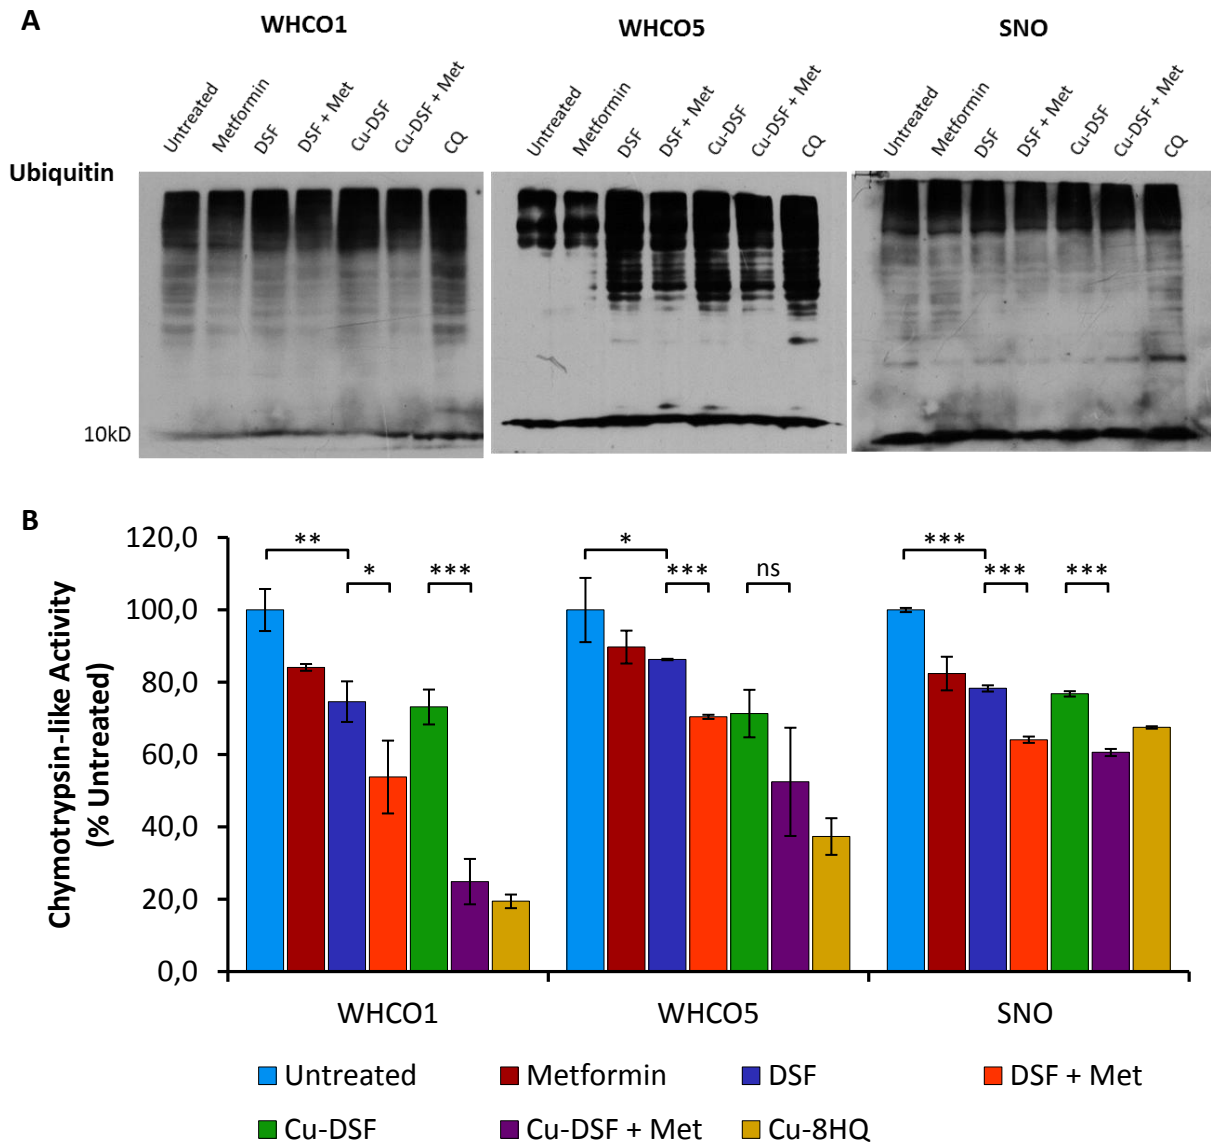 A
WHCO1
WHCO5
SNO
Untreated
Metformin
DSF
DSF + Met
Cu-DSF
Cu-DSF + Met
CQ
Untreated
Metformin
DSF
DSF + Met
Cu-DSF
Cu-DSF + Met
CQ
Untreated
Metformin
DSF
DSF + Met
Cu-DSF
Cu-DSF + Met
CQ
Ubiquitin
10kD
B
Chymotrypsin-like Activity
(% Untreated)
120,0
100,0
80,0
60,0
40,0
20,0
0,0
** * ***
* *** ns
*** *** ***
WHCO1 WHCO5 SNO
Untreated Metformin DSF DSF + Met
Cu-DSF Cu-DSF + Met Cu-8HQ